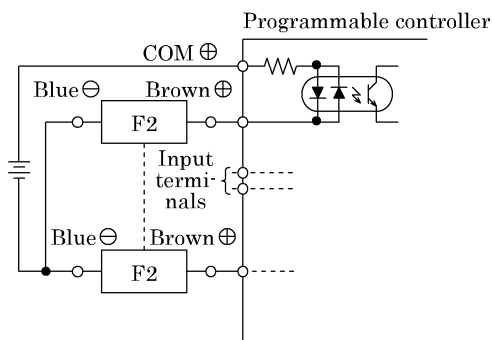 Programmable controller
COM ⊕
Blue ⊖
Brown ⊕
F2
Input
termi-
nals
Blue ⊖
Brown ⊕
F2